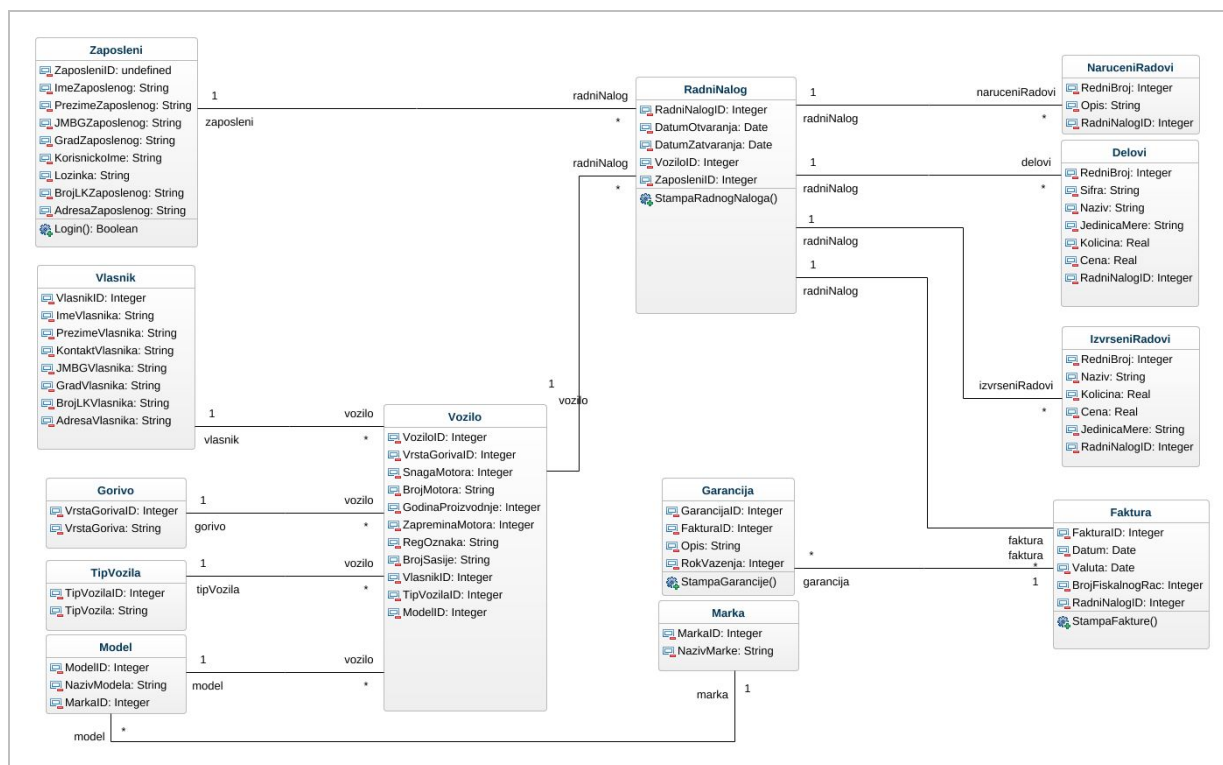 Zaposleni
ZaposleniID: undefined
ImeZaposlenog: String
PrezimeZaposlenog: String
JMBGZaposlenog: String
GradZaposlenog: String
KorisnickoIme: String
Lozinka: String
BrojLKZaposlenog: String
AdresaZaposlenog: String
Login(): Boolean
1
zaposleni
radniNalog
*
RadniNalog
RadniNalogID: Integer
DatumOtvaranja: Date
DatumZatvaranja: Date
VoziloID: Integer
ZaposleniID: Integer
StampaRadnogNaloga()
radniNalog
*
1
radniNalog
naruceniRadovi
*
NaruceniRadovi
RedniBroj: Integer
Opis: String
RadniNalogID: Integer
1
radniNalog
delovi
*
Delovi
RedniBroj: Integer
Sifra: String
Naziv: String
JedinicaMere: String
Kolicina: Real
Cena: Real
RadniNalogID: Integer
1
radniNalog
1
radniNalog
izvrseniRadovi
*
IzvrseniRadovi
RedniBroj: Integer
Naziv: String
Kolicina: Real
Cena: Real
JedinicaMere: String
RadniNalogID: Integer
Vlasnik
VlasnikID: Integer
ImeVlasnika: String
PrezimeVlasnika: String
KontaktVlasnika: String
JMBGVlasnika: String
GradVlasnika: String
BrojLKVlasnika: String
AdresaVlasnika: String
1
vlasnik
vozilo
*
1
vozilo
Vozilo
VoziloID: Integer
VrstaGorivaID: Integer
SnagaMotora: Integer
BrojMotora: String
GodinaProizvodnje: Integer
ZapreminaMotora: Integer
RegOznaka: String
BrojSasije: String
VlasnikID: Integer
TipVozilaID: Integer
ModelID: Integer
Gorivo
VrstaGorivaID: Integer
VrstaGoriva: String
1
gorivo
vozilo
*
TipVozila
TipVozilaID: Integer
TipVozila: String
1
tipVozila
vozilo
*
Model
ModelID: Integer
NazivModela: String
MarkaID: Integer
1
model
vozilo
*
Garancija
GarancijaID: Integer
FakturaID: Integer
Opis: String
RokVazenja: Integer
StampaGarancije()
*
garancija
faktura
faktura
*
1
Faktura
FakturaID: Integer
Datum: Date
Valuta: Date
BrojFiskalnogRac: Integer
RadniNalogID: Integer
StampaFakture()
Marka
MarkaID: Integer
NazivMarke: String
marka
1
model
*